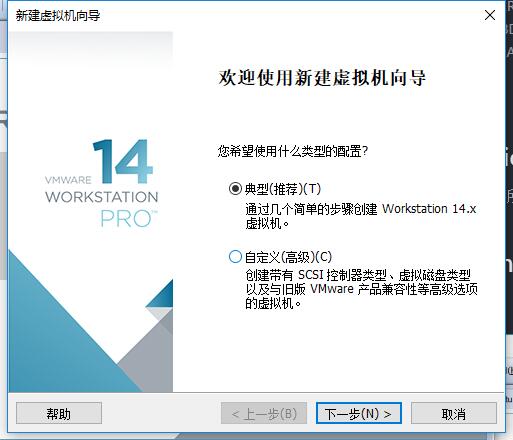 新建虚拟机向导
欢迎使用新建虚拟机向导
VMWARE 14
WORKSTATION
PRO™
您希望使用什么类型的配置?
典型(推荐)(T)
通过几个简单的步骤创建 Workstation 14.x
虚拟机。
自定义(高级)(C)
创建带有 SCSI 控制器类型、虚拟磁盘类型
以及与旧版 VMware 产品兼容性等高级选项
的虚拟机。
帮助
< 上一步(B)
下一步(N) >
取消